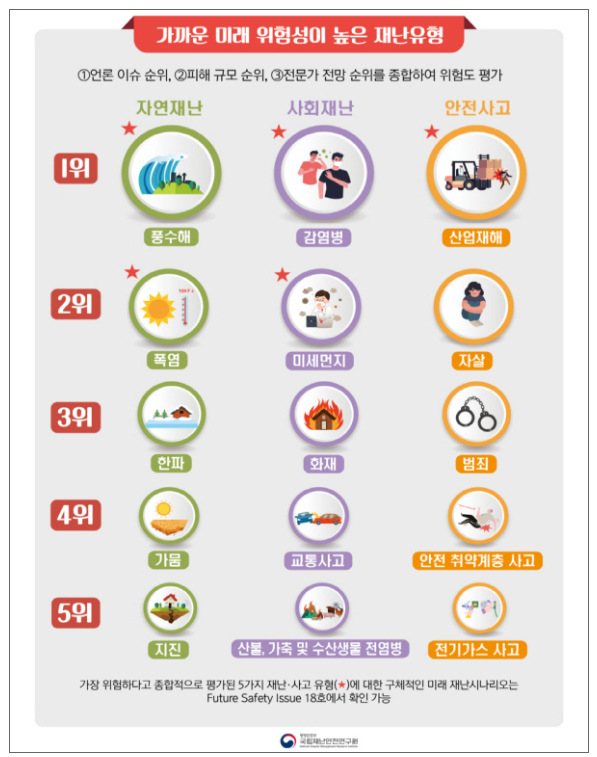 가까운 미래 위험성이 높은 재난유형
①언론 이슈 순위, ②피해 규모 순위, ③전문가 전망 순위를 종합하여 위험도 평가
자연재난 사회재난 안전사고
1위
풍수해 감염병 산업재해
2위
폭염 미세먼지 자살
3위
한파 화재 범죄
4위
가뭄 교통사고 안전 취약계층 사고
5위
지진 산불, 가축 및 수산생물 전염병 전기가스 사고
가장 위험하다고 종합적으로 평가된 5가지 재난·사고 유형(★)에 대한 구체적인 미래 재난시나리오는
Future Safety Issue 18호에서 확인 가능
국립재난안전연구원